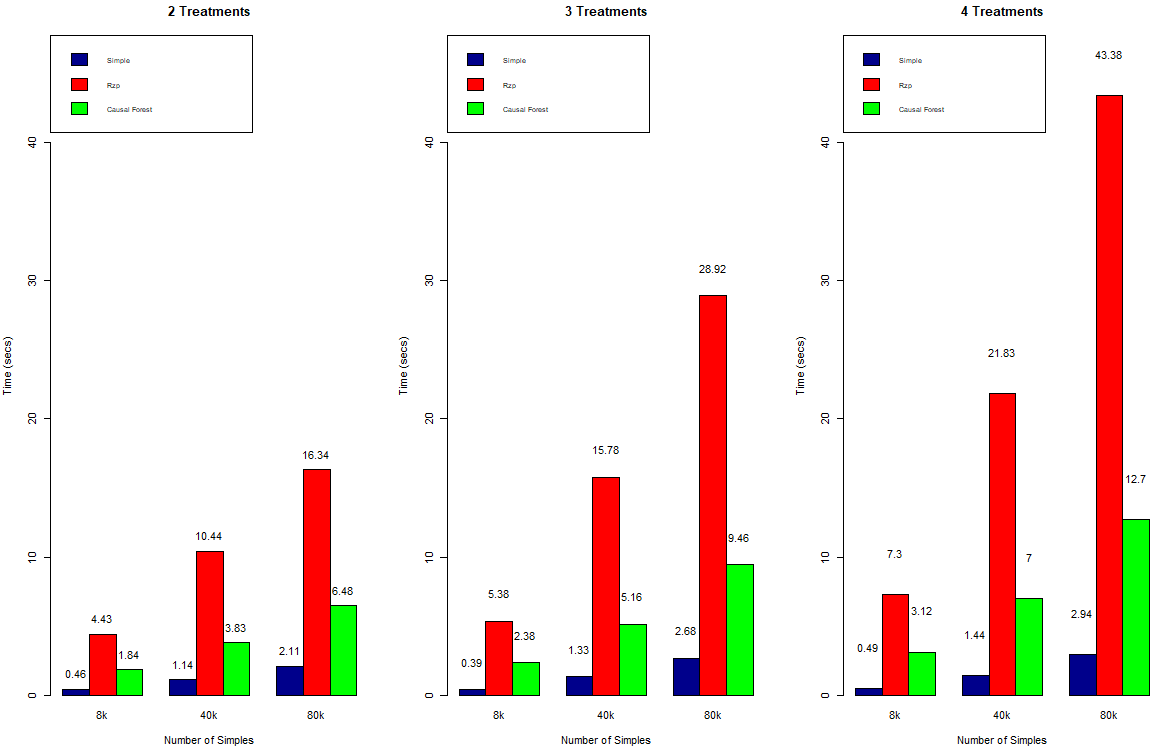 2 Treatments
Simple
Rzp
Causal Forest
40
30
20
10
0
Time (secs)
0.46
4.43
1.84
1.14
10.44
3.83
2.11
16.34
6.48
8k
40k
80k
Number of Simples
3 Treatments
Simple
Rzp
Causal Forest
40
30
20
10
0
Time (secs)
0.39
5.38
2.38
1.33
15.78
5.16
2.68
28.92
9.46
8k
40k
80k
Number of Simples
4 Treatments
Simple
Rzp
Causal Forest
40
30
20
10
0
Time (secs)
0.49
7.3
3.12
1.44
21.83
7
2.94
43.38
12.7
8k
40k
80k
Number of Simples